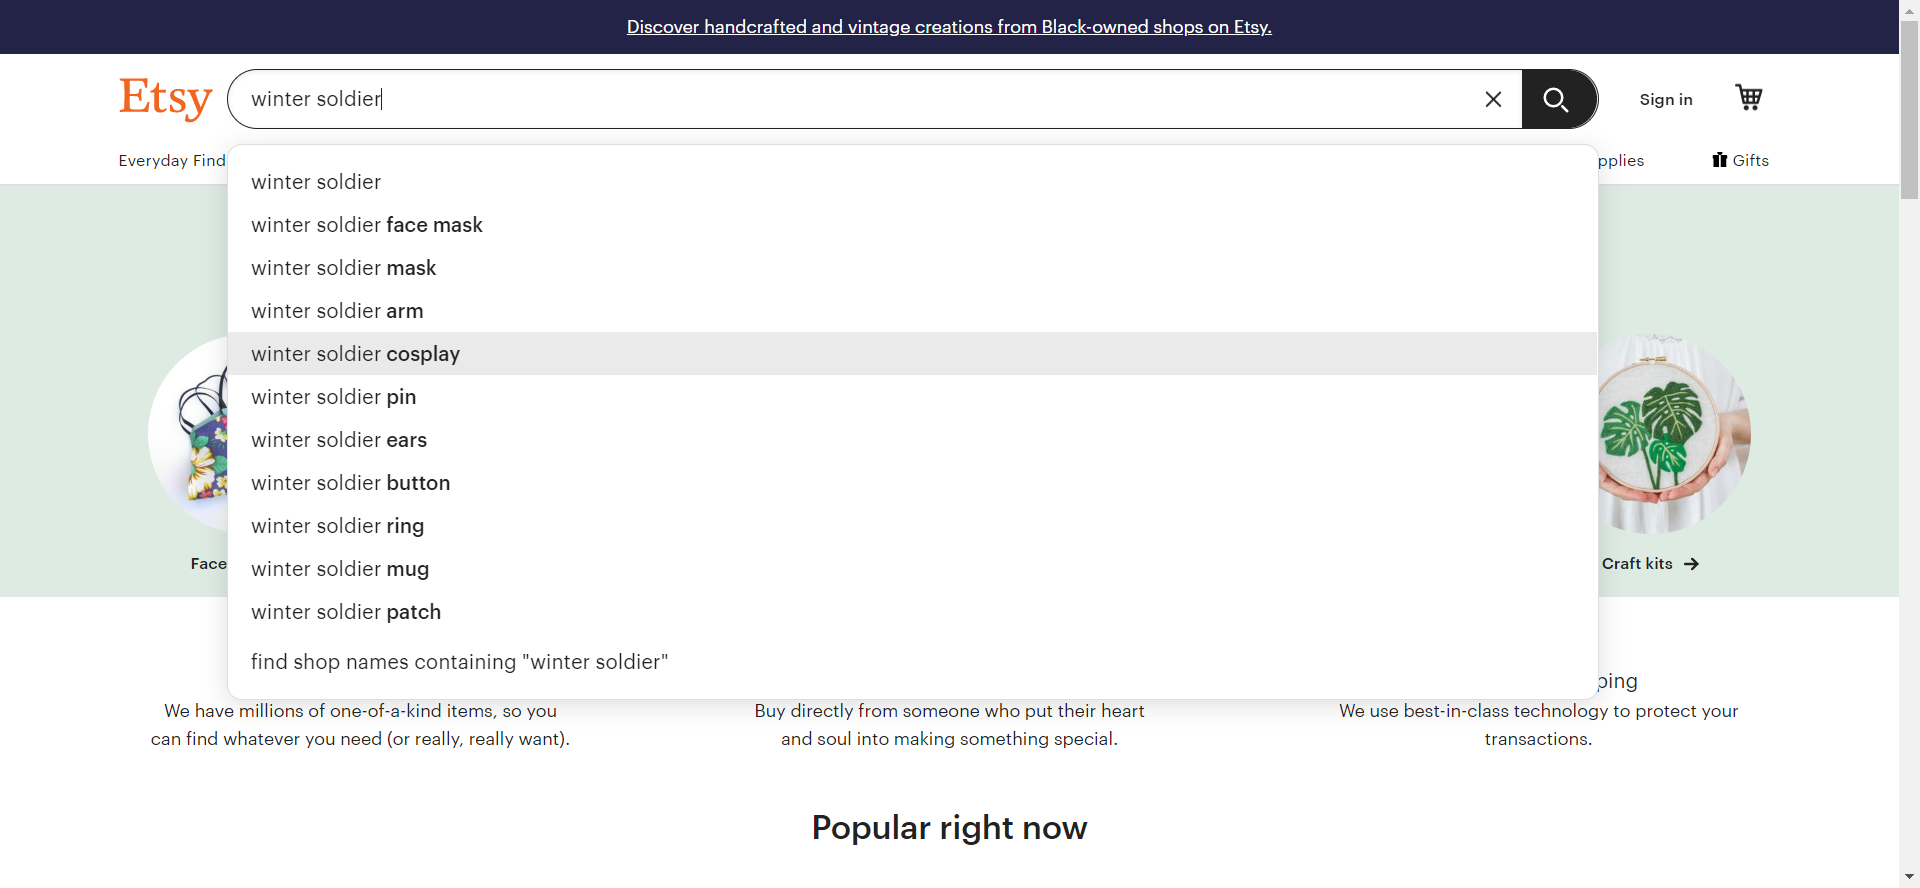 Discover handcrafted and vintage creations from Black-owned shops on Etsy.
Etsy
winter soldier
Sign in
Everyday Find
pplies
Gifts
winter soldier
winter soldier face mask
winter soldier mask
winter soldier arm
winter soldier cosplay
winter soldier pin
winter soldier ears
winter soldier button
winter soldier ring
winter soldier mug
winter soldier patch
find shop names containing "winter soldier"
Face
Craft kits
ping
We have millions of one-of-a-kind items, so you
can find whatever you need (or really, really want).
Buy directly from someone who put their heart
and soul into making something special.
We use best-in-class technology to protect your
transactions.
Popular right now